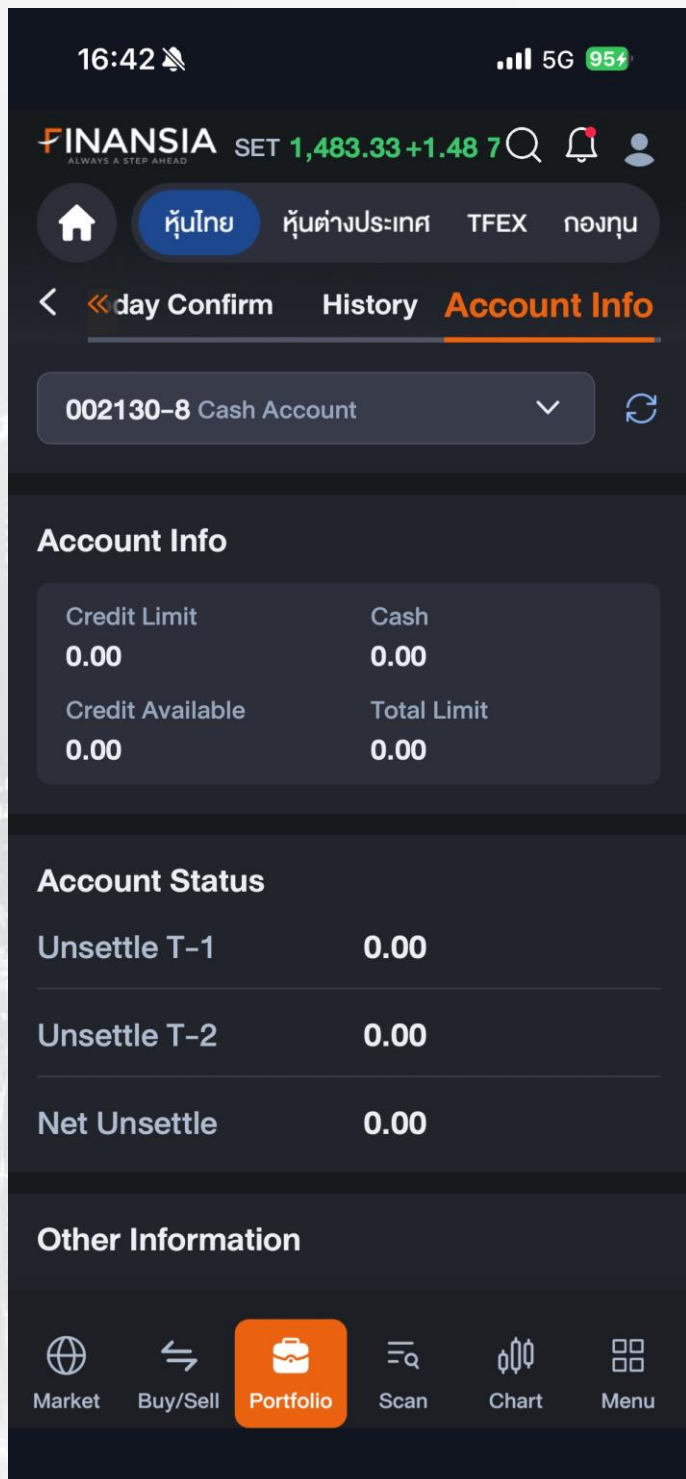 16:42 5G 95
FINANSIA SET 1,483.33 +1.48 7
ALWAYS A STEP AHEAD
หุ้นไทย หุ้นต่างประเทศ TFEX กองทุน
day Confirm History Account Info
002130-8 Cash Account
Account Info
Credit Limit Cash
0.00 0.00
Credit Available Total Limit
0.00 0.00
Account Status
Unsettle T-1 0.00
Unsettle T-2 0.00
Net Unsettle 0.00
Other Information
Market Buy/Sell Portfolio Scan Chart Menu